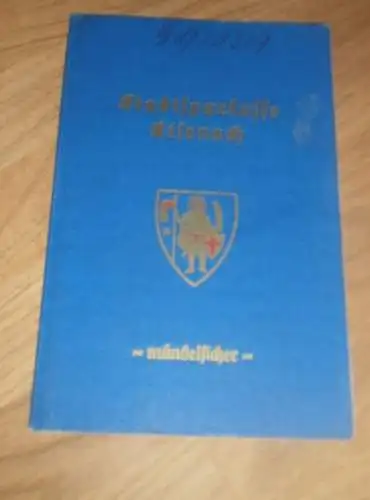 Stadtsparkasse
Eisenach
- mündelsicher -